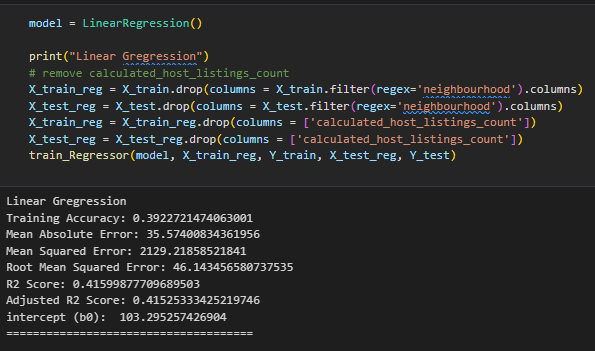 model = LinearRegression()
print("Linear Gregression")
# remove calculated_host_listings_count
X_train_reg = X_train.drop(columns = X_train.filter(regex='neighbourhood').columns)
X_test_reg = X_test.drop(columns = X_test.filter(regex='neighbourhood').columns)
X_train_reg = X_train_reg.drop(columns = ['calculated_host_listings_count'])
X_test_reg = X_test_reg.drop(columns = ['calculated_host_listings_count'])
train_Regressor(model, X_train_reg, Y_train, X_test_reg, Y_test)
Linear Gregression
Training Accuracy: 0.3922721474063001
Mean Absolute Error: 35.57400834361956
Mean Squared Error: 2129.21858521841
Root Mean Squared Error: 46.143456580737535
R2 Score: 0.41599877709689503
Adjusted R2 Score: 0.41525333425219746
intercept (b0):  103.295257426904
=====================================